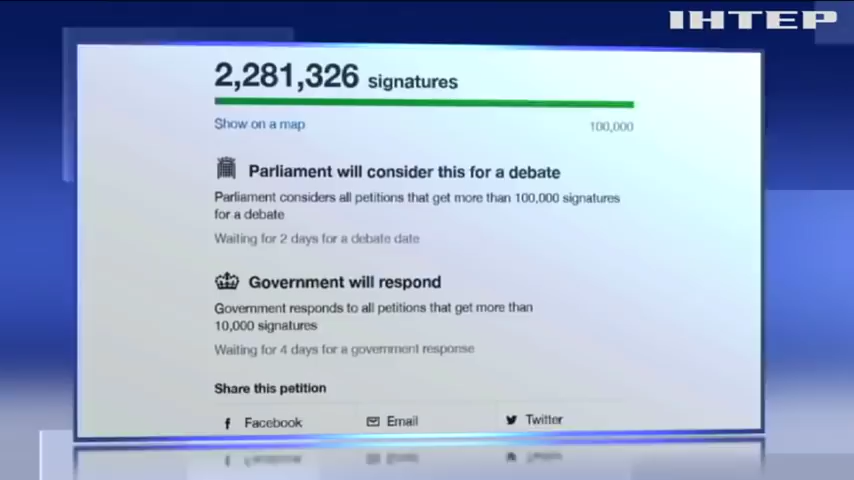 ІНТЕР
2,281,326 signatures
Show on a map
100,000
Parliament will consider this for a debate
Parliament considers all petitions that get more than 100,000 signatures
for a debate
Waiting for 2 days for a debate date
Government will respond
Government responds to all petitions that get more than
10,000 signatures
Waiting for 4 days for a government response
Share this petition
Facebook
Email
Twitter